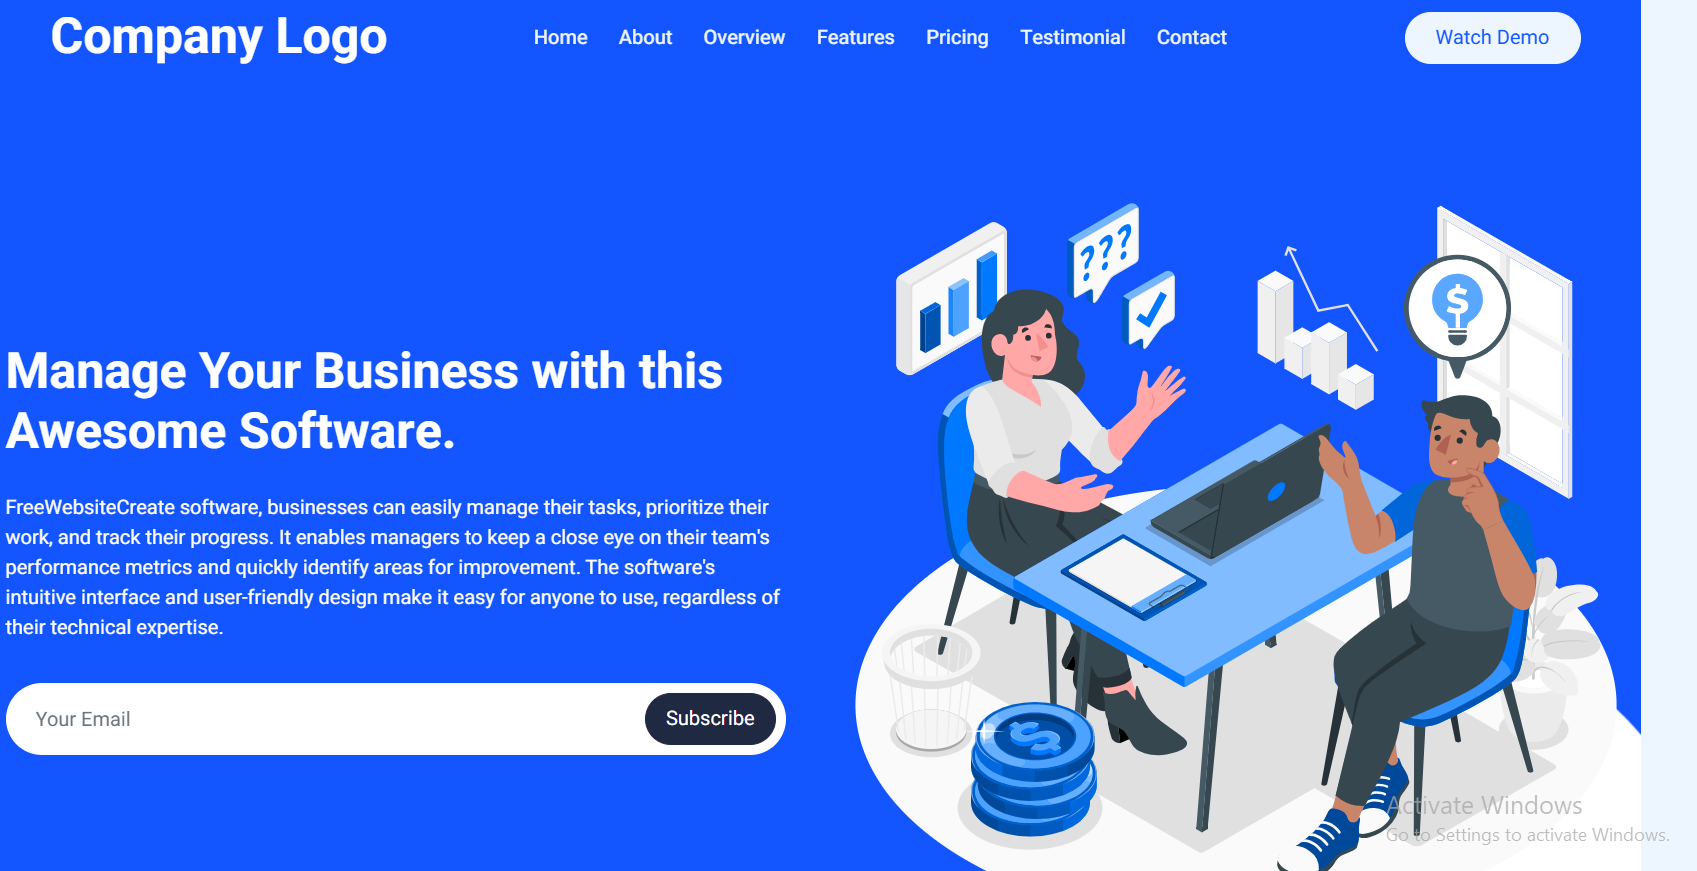 Company Logo
Home About Overview Features Pricing Testimonial Contact
Watch Demo
???
$
Manage Your Business with this
Awesome Software.
FreeWebsiteCreate software, businesses can easily manage their tasks, prioritize their
work, and track their progress. It enables managers to keep a close eye on their team's
performance metrics and quickly identify areas for improvement. The software's
intuitive interface and user-friendly design make it easy for anyone to use, regardless of
their technical expertise.
Your Email
Subscribe
$
Activate Windows
Go to Settings to activate Windows.